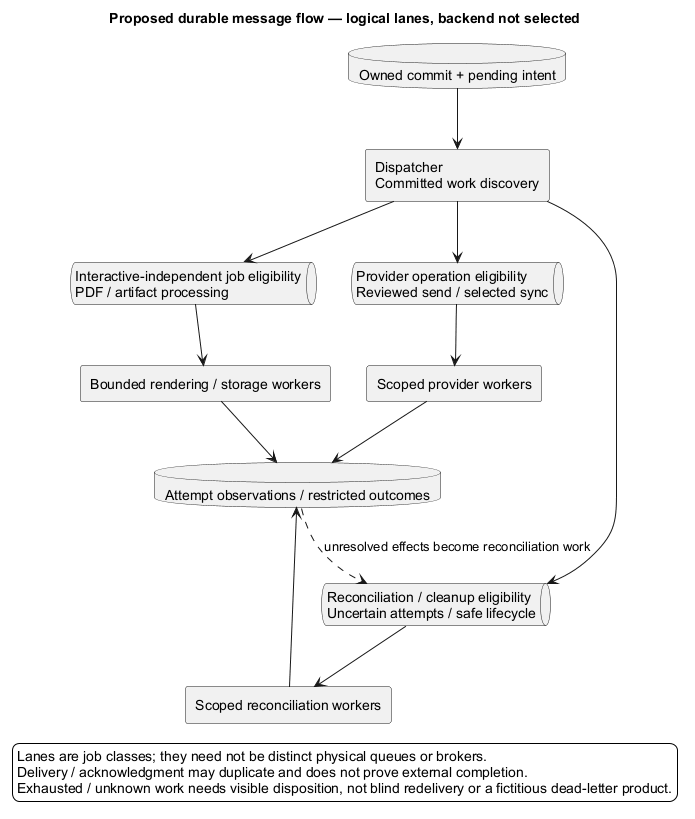 Proposed durable message flow — logical lanes, backend not selected
Owned commit + pending intent
Dispatcher
Committed work discovery
Interactive-independent job eligibility
PDF / artifact processing
Provider operation eligibility
Reviewed send / selected sync
Bounded rendering / storage workers
Scoped provider workers
Attempt observations / restricted outcomes
unresolved effects become reconciliation work
Reconciliation / cleanup eligibility
Uncertain attempts / safe lifecycle
Scoped reconciliation workers
Lanes are job classes; they need not be distinct physical queues or brokers.
Delivery / acknowledgment may duplicate and does not prove external completion.
Exhausted / unknown work needs visible disposition, not blind redelivery or a fictitious dead-letter product.